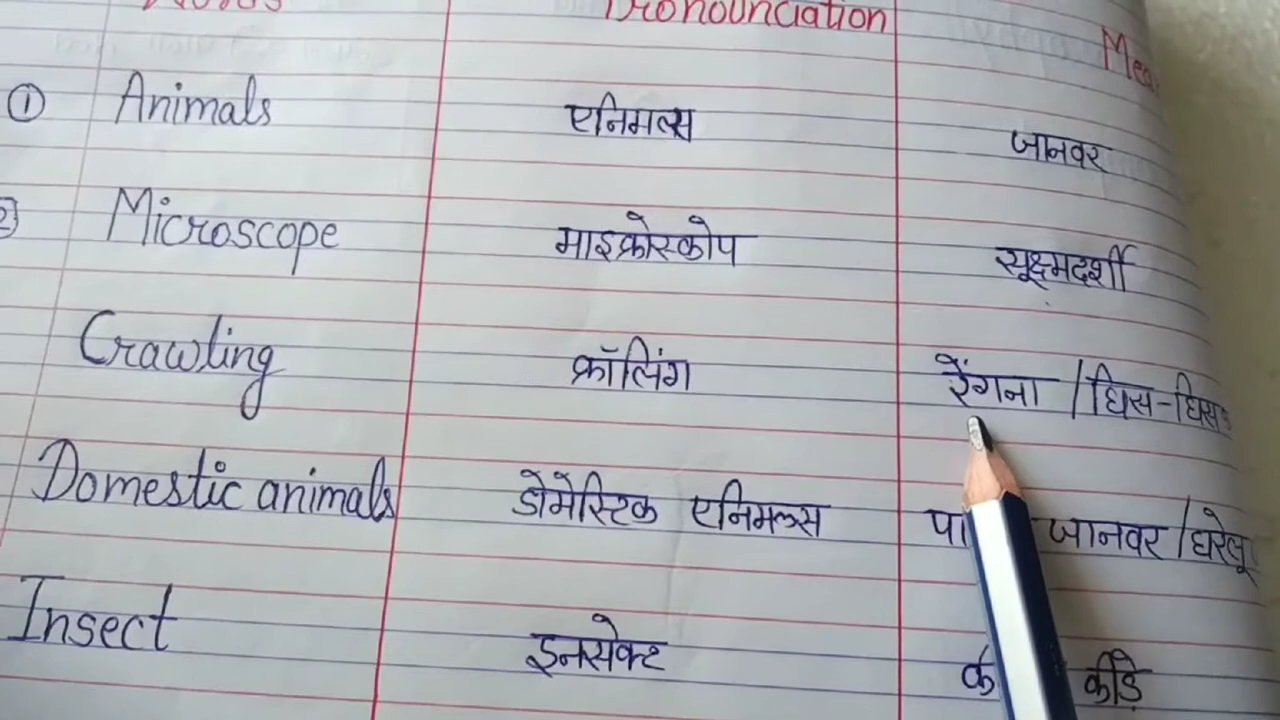 Pronounciation
① Animals एनिमल्स जानवर
Microscope माइक्रोस्कोप सूक्ष्मदर्शी
Crawling क्रॉलिंग रेंगना / घिस-घिस
Domestic animals डोमेस्टिक एनिमल्स जानवर / घरेलू
Insect इनसेक्ट कीड़े